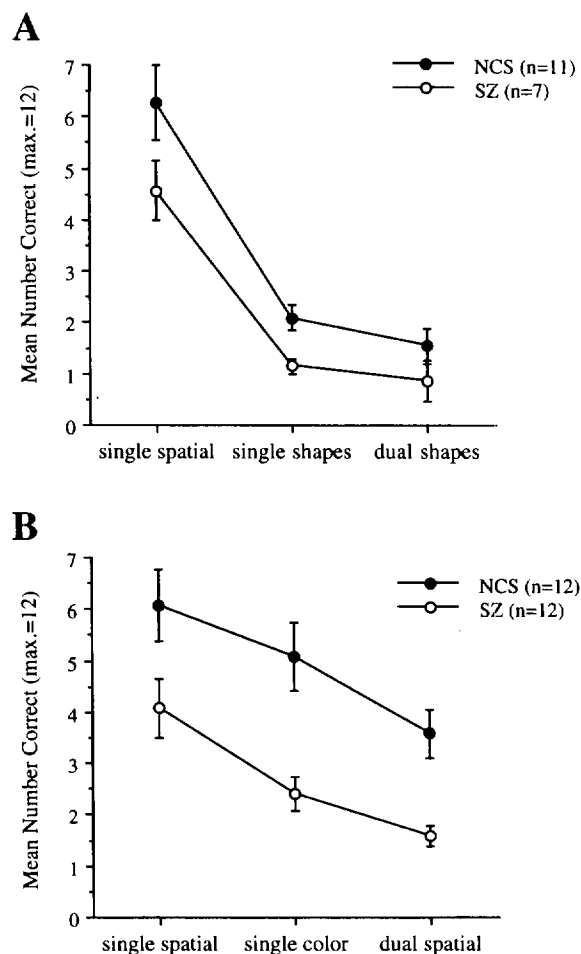 A
NCS (n=11)
SZ (n=7)
Mean Number Correct (max.=12)
7
6
5
4
3
2
1
0
single spatial single shapes dual shapes
B
NCS (n=12)
SZ (n=12)
Mean Number Correct (max.=12)
7
6
5
4
3
2
1
0
single spatial single color dual spatial